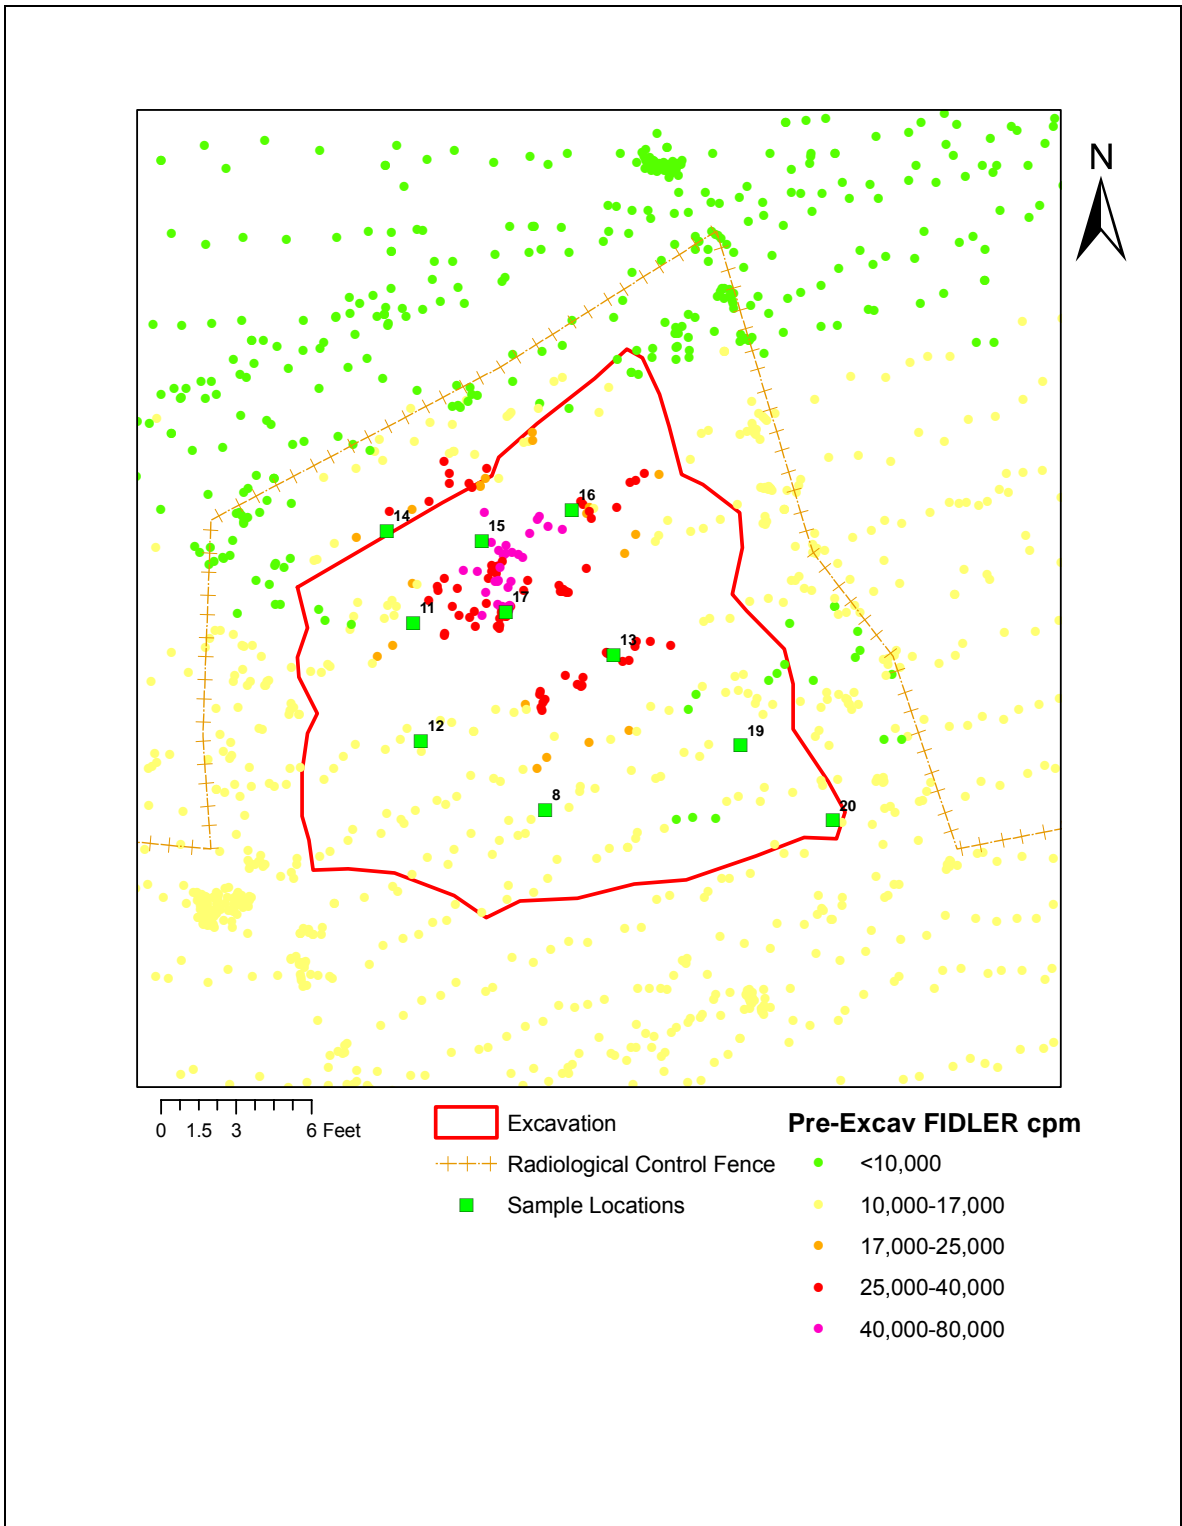 N
16
14
15
17
11
13
12
19
8
20
0 1.5 3 6 Feet
Excavation
Radiological Control Fence
Sample Locations
Pre-Excav FIDLER cpm
<10,000
10,000-17,000
17,000-25,000
25,000-40,000
40,000-80,000